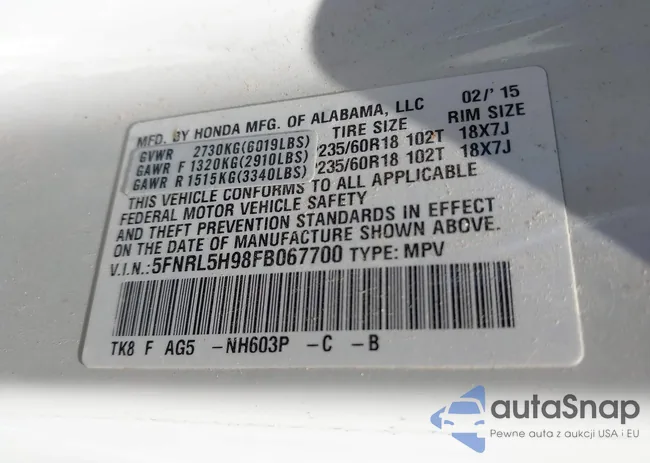 MFD. BY HONDA MFG. OF ALABAMA, LLC 02/'15
GVWR 2730KG(6019LBS) TIRE SIZE RIM SIZE
GAWR F 1320KG(2910LBS) 235/60R18 102T 18X7J
GAWR R 1515KG(3340LBS) 235/60R18 102T 18X7J
THIS VEHICLE CONFORMS TO ALL APPLICABLE
FEDERAL MOTOR VEHICLE SAFETY
AND THEFT PREVENTION STANDARDS IN EFFECT
ON THE DATE OF MANUFACTURE SHOWN ABOVE.
V.I.N.:5FNRL5H98FB067700 TYPE: MPV
TK8 F AG5 -NH603P -C -B
autaSnap
Pewne auta z aukcji USA i EU